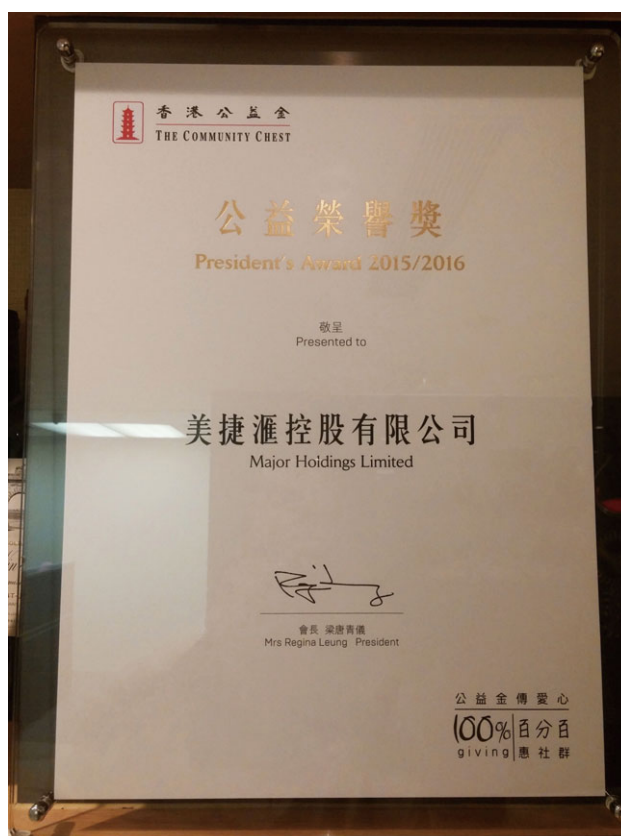 香港公益金
THE COMMUNITY CHEST
公益榮譽獎
President's Award 2015/2016
敬呈
Presented to
美捷滙控股有限公司
Major Holdings Limited
會長 梁唐青儀
Mrs Regina Leung President
公益金傳愛心
100% 百分百
giving 惠社群